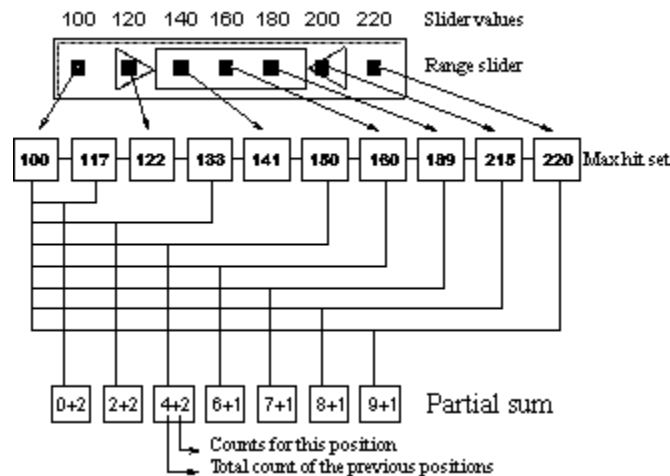 100 120 140 160 180 200 220 Slider values
Range slider
100 117 122 133 141 150 160 189 215 220 Max hit set
0+2 2+2 4+2 6+1 7+1 8+1 9+1 Partial sum
Counts for this position
Total count of the previous positions